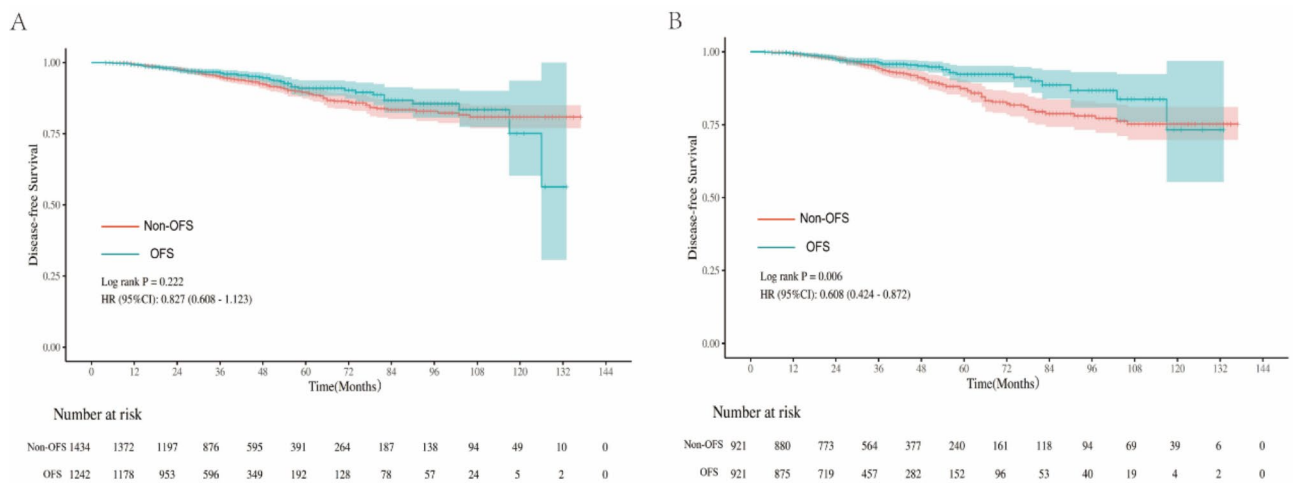 A
Disease-free Survival
1.00
0.75
0.50
0.25
0.00
Non-OFS
OFS
Log rank P = 0.222
HR (95%CI): 0.827 (0.608 - 1.123)
0 12 24 36 48 60 72 84 96 108 120 132 144
Time(Months)
Number at risk
Non-OFS 1434 1372 1197 876 595 391 264 187 138 94 49 10 0
OFS 1242 1178 953 596 349 192 128 78 57 24 5 2 0
B
Disease-free Survival
1.00
0.75
0.50
0.25
0.00
Non-OFS
OFS
Log rank P = 0.006
HR (95%CI): 0.608 (0.424 - 0.872)
0 12 24 36 48 60 72 84 96 108 120 132 144
Time(Months)
Number at risk
Non-OFS 921 880 773 564 377 240 161 118 94 69 39 6 0
OFS 921 875 719 457 282 152 96 53 40 19 4 2 0